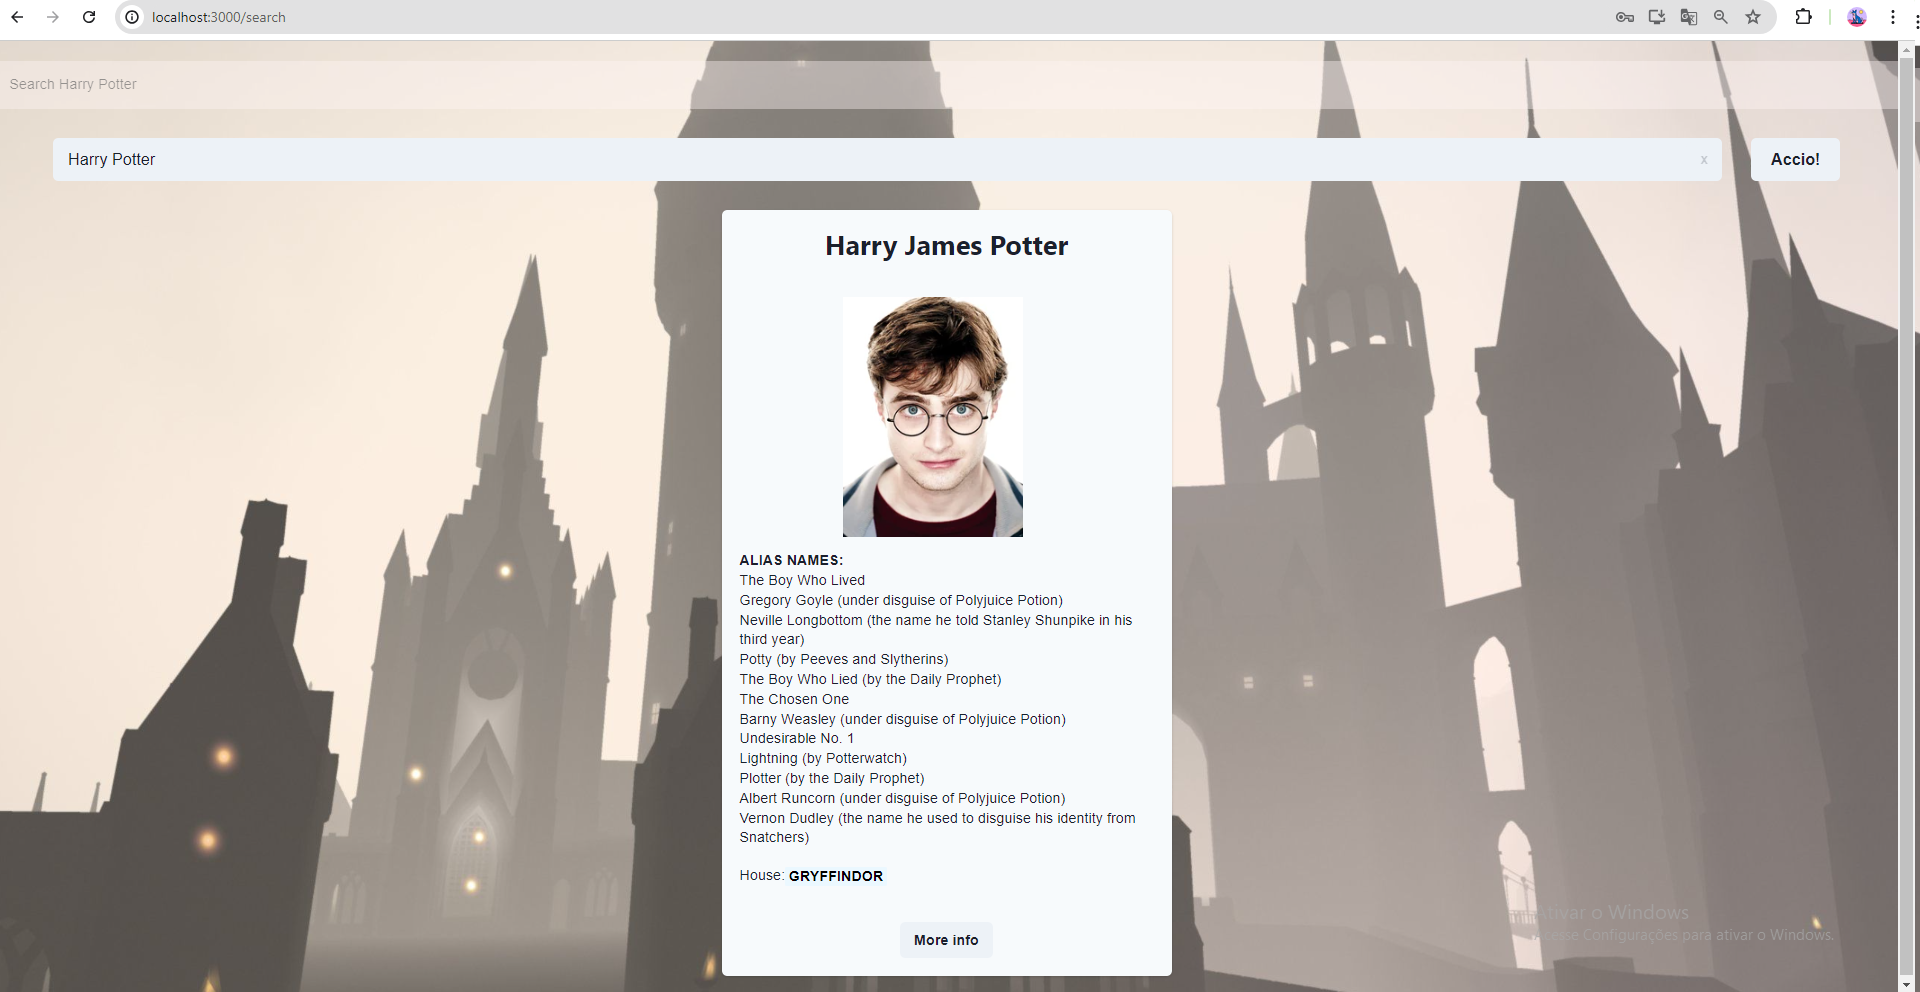 localhost:3000/search
Search Harry Potter
Harry Potter
x
Accio!
Harry James Potter
ALIAS NAMES:
The Boy Who Lived
Gregory Goyle (under disguise of Polyjuice Potion)
Neville Longbottom (the name he told Stanley Shunpike in his
third year)
Potty (by Peeves and Slytherins)
The Boy Who Lied (by the Daily Prophet)
The Chosen One
Barny Weasley (under disguise of Polyjuice Potion)
Undesirable No. 1
Lightning (by Potterwatch)
Plotter (by the Daily Prophet)
Albert Runcorn (under disguise of Polyjuice Potion)
Vernon Dudley (the name he used to disguise his identity from
Snatchers)
House: GRYFFINDOR
More info
Ativar o Windows
Acesse Configurações para ativar o Windows.